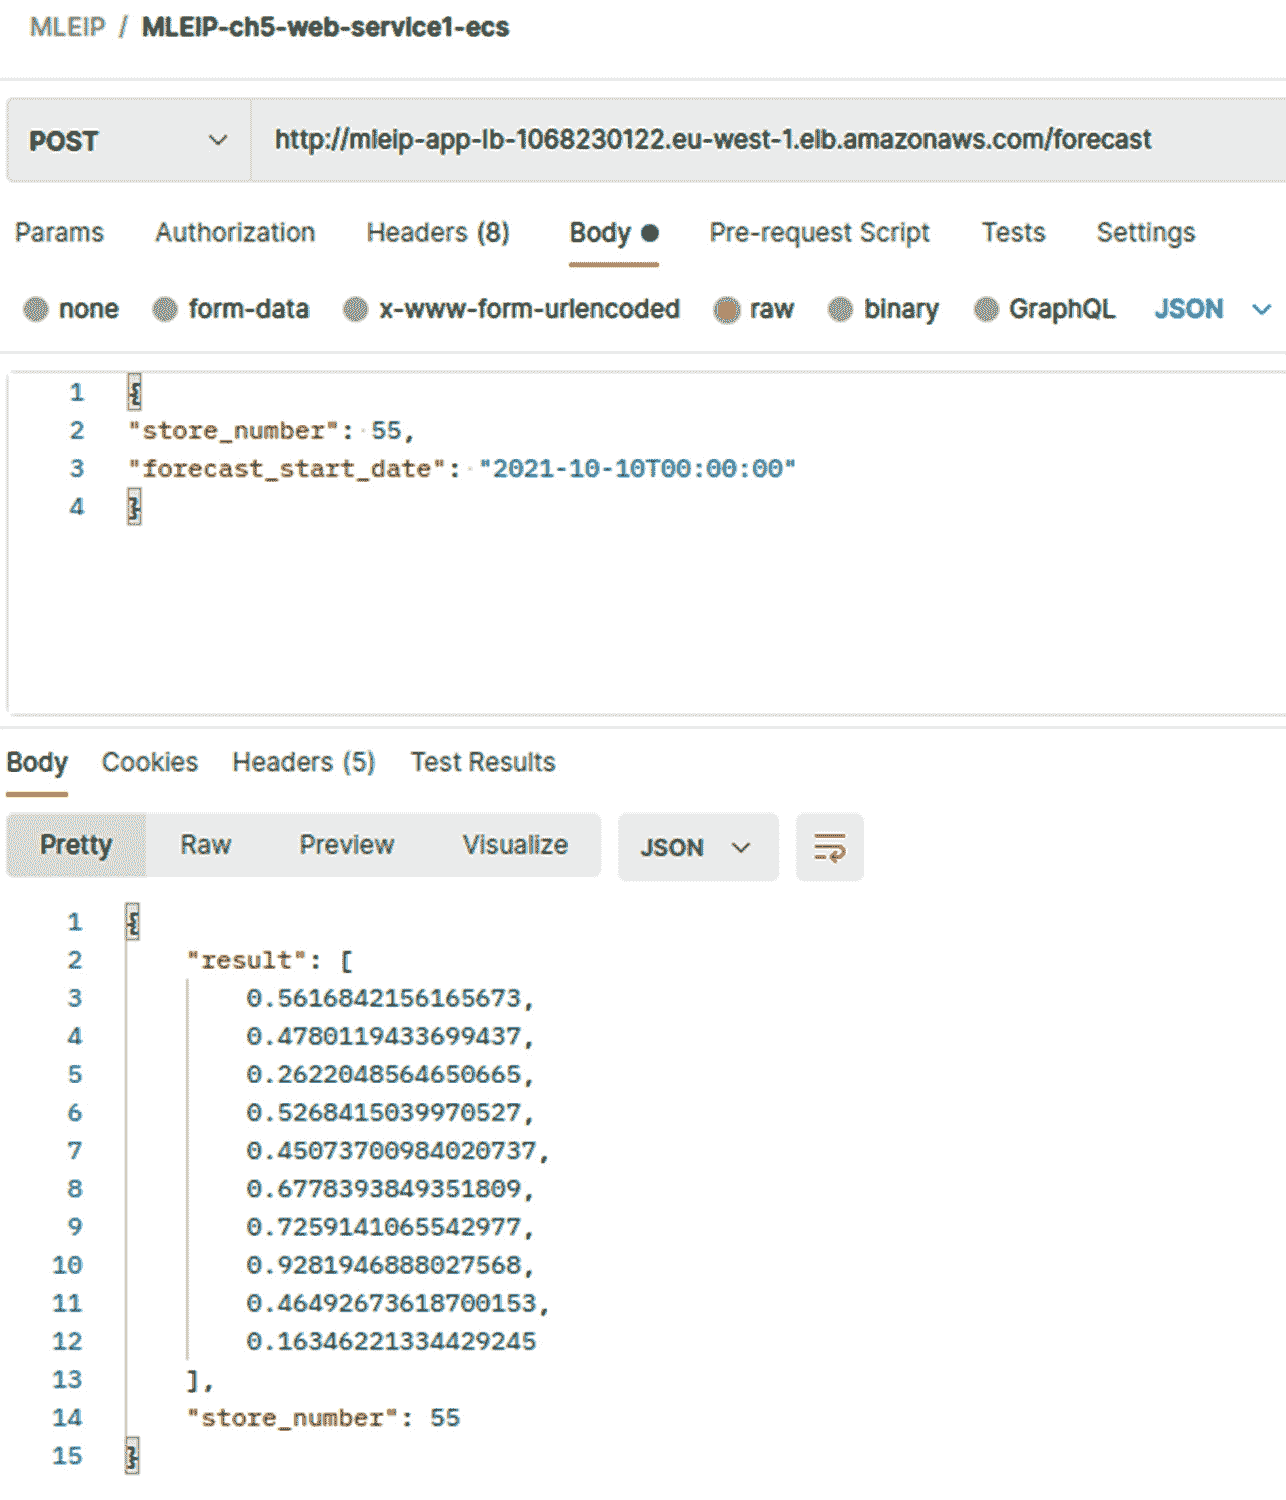 MLEIP / MLEIP-ch5-web-service1-ecs
POST http://mleip-app-lb-1068230122.eu-west-1.elb.amazonaws.com/forecast
Params Authorization Headers (8) Body Pre-request Script Tests Settings
none form-data x-www-form-urlencoded raw binary GraphQL JSON
1 {
2 "store_number": 55,
3 "forecast_start_date": "2021-10-10T00:00:00"
4 }
Body Cookies Headers (5) Test Results
Pretty Raw Preview Visualize JSON
1 {
2 "result": [
3 0.5616842156165673,
4 0.4780119433699437,
5 0.2622048564650665,
6 0.5268415039970527,
7 0.45073700984020737,
8 0.6778393849351809,
9 0.7259141065542977,
10 0.9281946888027568,
11 0.46492673618700153,
12 0.16346221334429245
13 ],
14 "store_number": 55
15 }